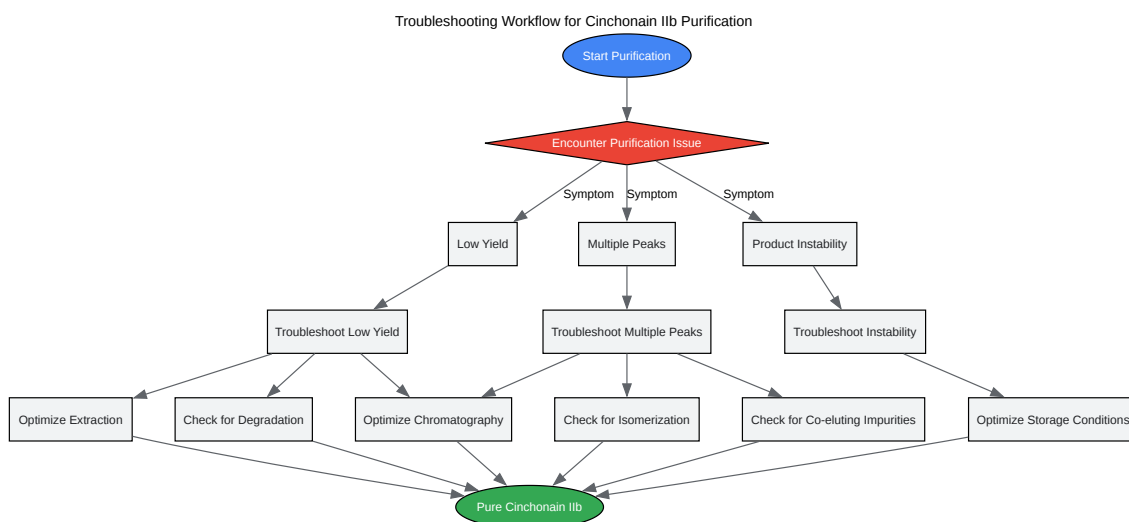 Troubleshooting Workflow for Cinchonain IIb Purification
Start Purification
Encounter Purification Issue
Symptom
Symptom
Symptom
Low Yield
Multiple Peaks
Product Instability
Troubleshoot Low Yield
Troubleshoot Multiple Peaks
Troubleshoot Instability
Optimize Extraction
Check for Degradation
Optimize Chromatography
Check for Isomerization
Check for Co-eluting Impurities
Optimize Storage Conditions
Pure Cinchonain IIb